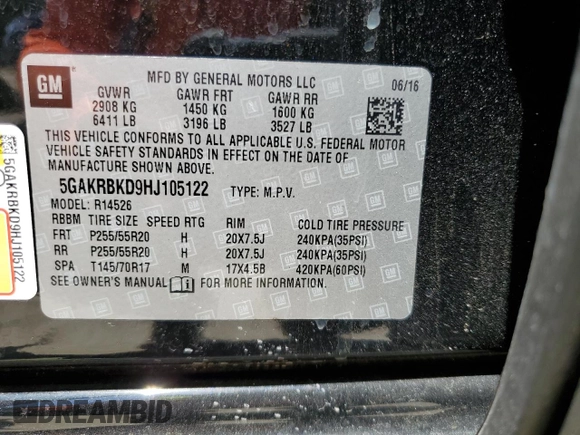 GM
MFD BY GENERAL MOTORS LLC
06/16
GVWR GAWR FRT GAWR RR
2908 KG 1450 KG 1600 KG
6411 LB 3196 LB 3527 LB
THIS VEHICLE CONFORMS TO ALL APPLICABLE U.S. FEDERAL MOTOR
VEHICLE SAFETY STANDARDS IN EFFECT ON THE DATE OF
MANUFACTURE SHOWN ABOVE.
5GAKRBKD9HJ105122 TYPE: M.P.V.
MODEL: R14526
RBBM TIRE SIZE SPEED RTG RIM COLD TIRE PRESSURE
FRT P255/55R20 H 20X7.5J 240KPA(35PSI)
RR P255/55R20 H 20X7.5J 240KPA(35PSI)
SPA T145/70R17 M 17X4.5B 420KPA(60PSI)
SEE OWNER'S MANUAL FOR MORE INFORMATION.
5GAKRBKD9HJ105122
DREAMBID